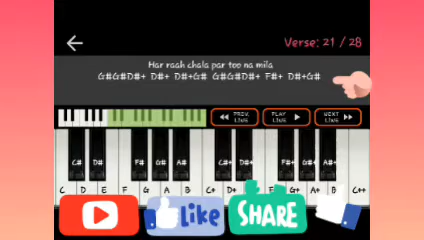 Verse: 21 / 28
Har raah chala par too na mila
G#G#D#+ D#+ D#+G# G#G#D#+ F#+ D#+G#
PREV. LINE
PLAY LINE
NEXT LINE
C# D# F# G# A# C#+ D#+ F#+ G#+ A#+
C D E F G A B C+ D+ E+ F+ G+ A+ B C++
Like
SHARE